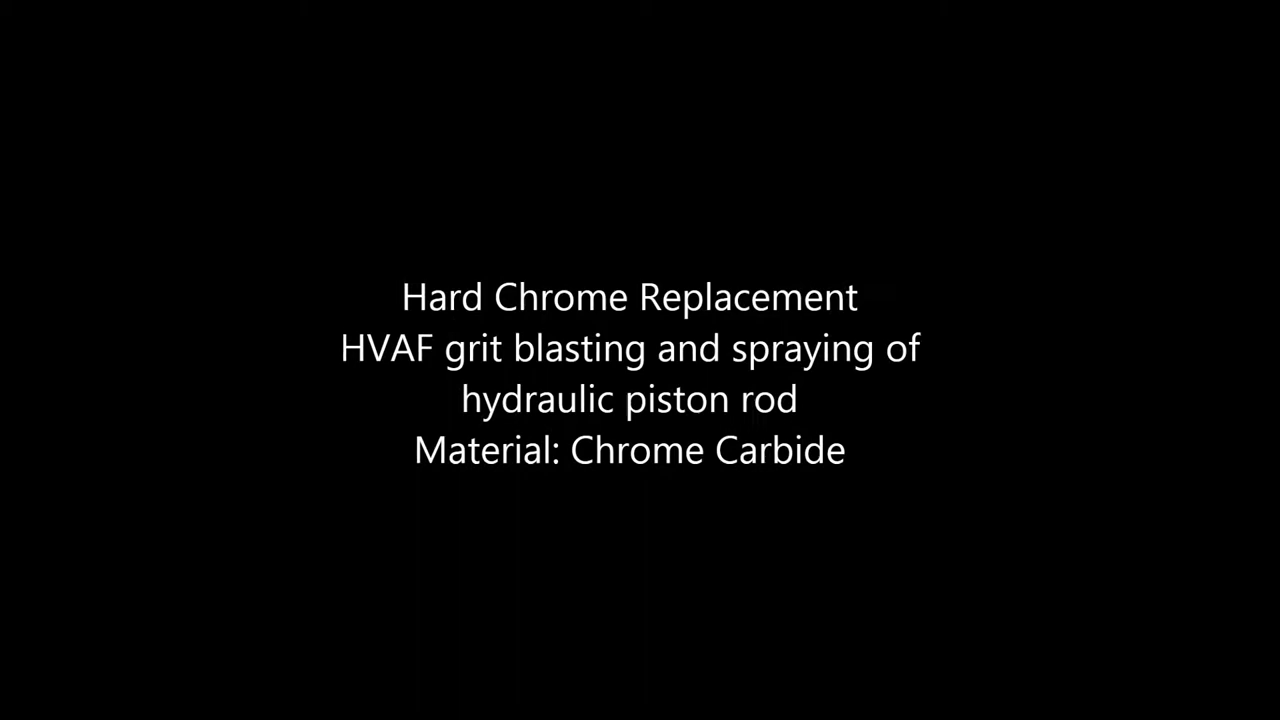 Hard Chrome Replacement
HVAF grit blasting and spraying of
hydraulic piston rod
Material: Chrome Carbide